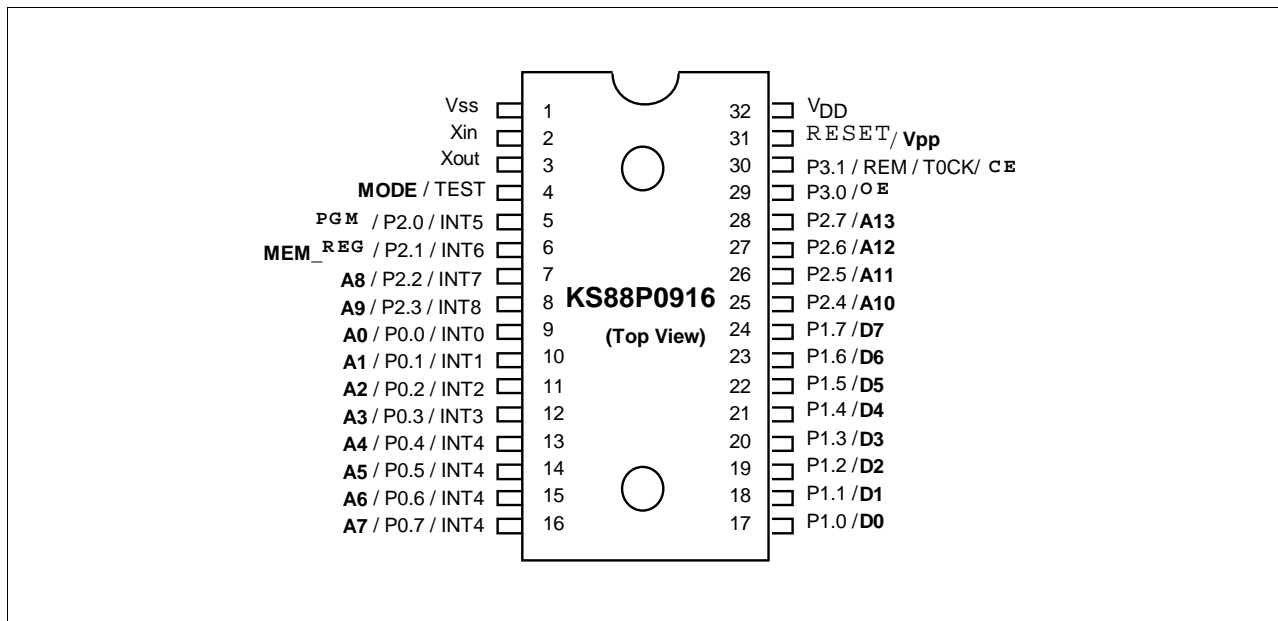 Vss 1 32 VDD
Xin 2 31 RESET/ Vpp
Xout 3 30 P3.1 / REM / T0CK/ CE
MODE / TEST 4 29 P3.0 / OE
PGM / P2.0 / INT5 5 28 P2.7 / A13
MEM_REG / P2.1 / INT6 6 27 P2.6 / A12
A8 / P2.2 / INT7 7 26 P2.5 / A11
A9 / P2.3 / INT8 8 KS88P0916 25 P2.4 / A10
A0 / P0.0 / INT0 9 (Top View) 24 P1.7 / D7
A1 / P0.1 / INT1 10 23 P1.6 / D6
A2 / P0.2 / INT2 11 22 P1.5 / D5
A3 / P0.3 / INT3 12 21 P1.4 / D4
A4 / P0.4 / INT4 13 20 P1.3 / D3
A5 / P0.5 / INT4 14 19 P1.2 / D2
A6 / P0.6 / INT4 15 18 P1.1 / D1
A7 / P0.7 / INT4 16 17 P1.0 / D0